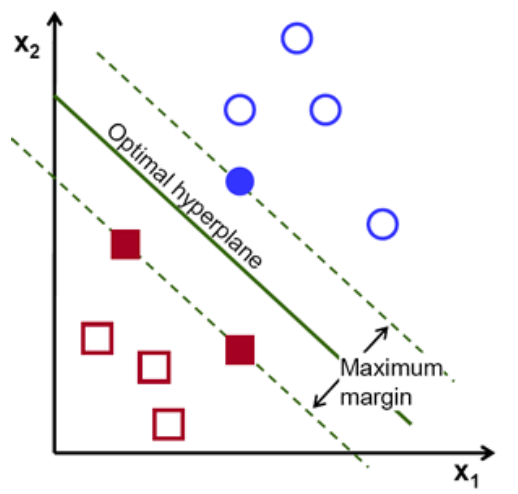 x₂
Optimal hyperplane
Maximum
margin
x₁